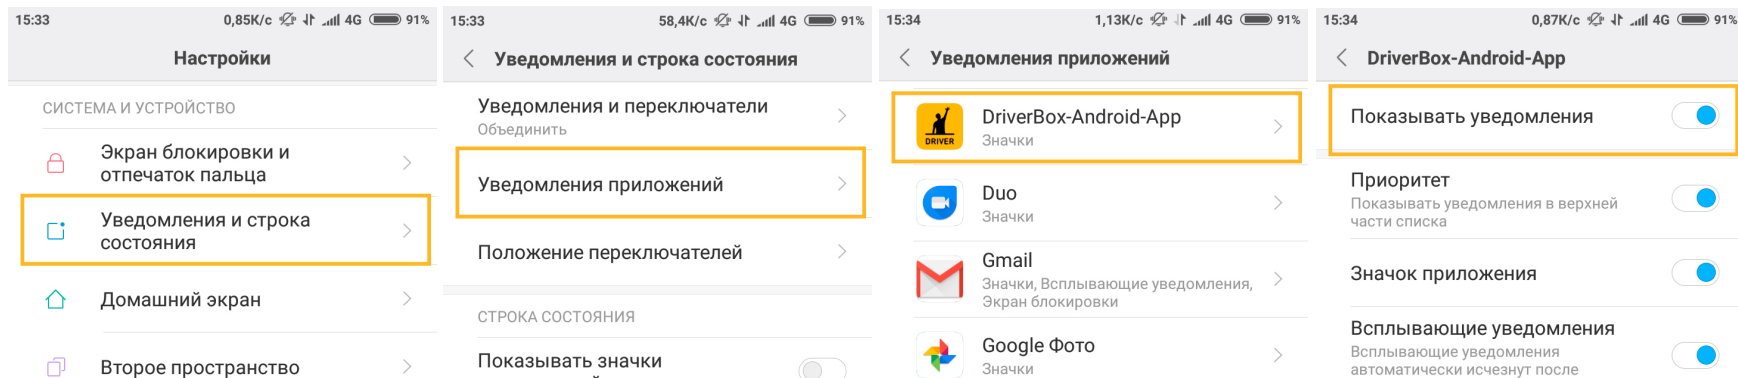 15:33
0,85K/c
4G
91%
Настройки
СИСТЕМА И УСТРОЙСТВО
Экран блокировки и
отпечаток пальца
Уведомления и строка
состояния
Домашний экран
Второе пространство
15:33
58,4K/c
4G
91%
Уведомления и строка состояния
Уведомления и переключатели
Объединить
Уведомления приложений
Положение переключателей
СТРОКА СОСТОЯНИЯ
Показывать значки
15:34
1,13K/c
4G
91%
Уведомления приложений
DRIVER
DriverBox-Android-App
Значки
Duo
Значки
Gmail
Значки, Всплывающие уведомления,
Экран блокировки
Google Фото
Значки
15:34
0,87K/c
4G
91%
DriverBox-Android-App
Показывать уведомления
Приоритет
Показывать уведомления в верхней
части списка
Значок приложения
Всплывающие уведомления
Всплывающие уведомления
автоматически исчезнут после